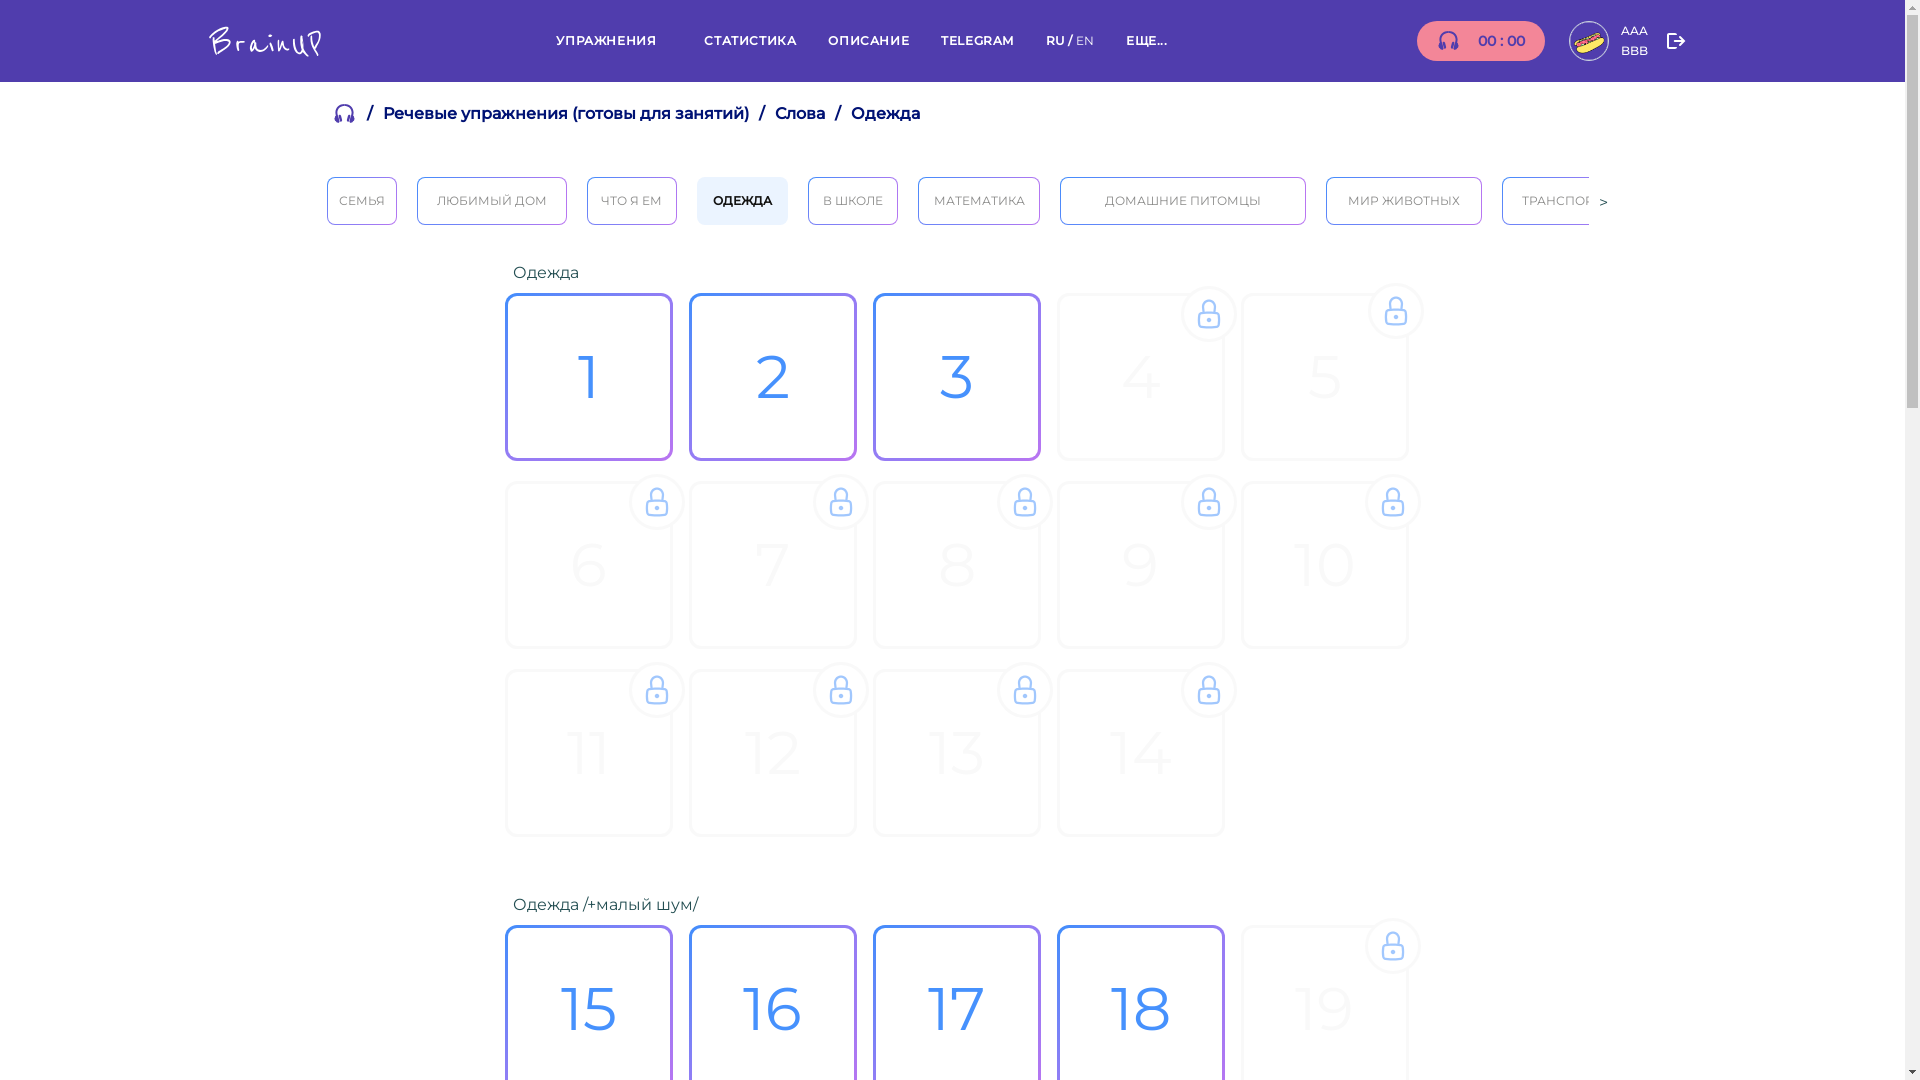 BrainUP
УПРАЖНЕНИЯ СТАТИСТИКА ОПИСАНИЕ TELEGRAM RU / EN ЕЩЕ...
00 : 00
AAA
BBB
/ Речевые упражнения (готовы для занятий) / Слова / Одежда
СЕМЬЯ ЛЮБИМЫЙ ДОМ ЧТО Я ЕМ ОДЕЖДА В ШКОЛЕ МАТЕМАТИКА ДОМАШНИЕ ПИТОМЦЫ МИР ЖИВОТНЫХ ТРАНСПОР >
Одежда
1 2 3 4 5
6 7 8 9 10
11 12 13 14
Одежда /+малый шум/
15 16 17 18 19